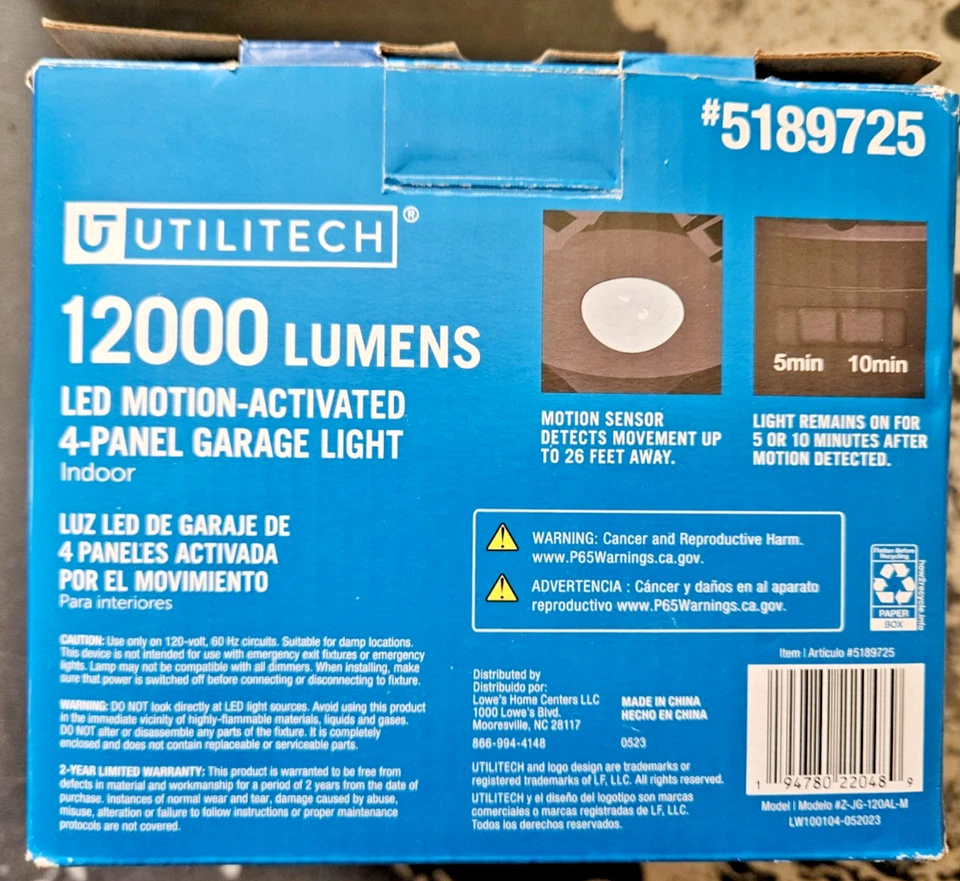 #5189725
UTILITECH®
12000 LUMENS
LED MOTION-ACTIVATED
4-PANEL GARAGE LIGHT
Indoor
LUZ LED DE GARAJE DE
4 PANELES ACTIVADA
POR EL MOVIMIENTO
Para interiores
CAUTION: Use only on 120-volt, 60 Hz circuits. Suitable for damp locations.
This device is not intended for use with emergency exit fixtures or emergency
lights. Lamp may not be compatible with all dimmers. When installing, make
sure that power is switched off before connecting or disconnecting to fixture.
WARNING: DO NOT look directly at LED light sources. Avoid using this product
in the immediate vicinity of highly-flammable materials, liquids and gases.
DO NOT alter or disassemble any parts of the fixture. It is completely
enclosed and does not contain replaceable or serviceable parts.
2-YEAR LIMITED WARRANTY: This product is warranted to be free from
defects in material and workmanship for a period of 2 years from the date of
purchase. Instances of normal wear and tear, damage caused by abuse,
misuse, alteration or failure to follow instructions or proper maintenance
protocols are not covered.
5min 10min
MOTION SENSOR
DETECTS MOVEMENT UP
TO 26 FEET AWAY.
LIGHT REMAINS ON FOR
5 OR 10 MINUTES AFTER
MOTION DETECTED.
WARNING: Cancer and Reproductive Harm.
www.P65Warnings.ca.gov.
ADVERTENCIA : Cáncer y daños en al aparato
reproductivo www.P65Warnings.ca.gov.
Flatten Before
Recycling
PAPER
BOX
how2recycle.info
Distributed by
Distribuido por:
Lowe's Home Centers LLC
1000 Lowe's Blvd.
Mooresville, NC 28117
866-994-4148
MADE IN CHINA
HECHO EN CHINA
0523
UTILITECH and logo design are trademarks or
registered trademarks of LF, LLC. All rights reserved.
UTILITECH y el diseño del logotipo son marcas
comerciales o marcas registradas de LF, LLC.
Todos los derechos reservados.
Item | Artículo #5189725
1 94780 22048 9
Model | Modelo #Z-JG-120AL-M
LW100104-052023